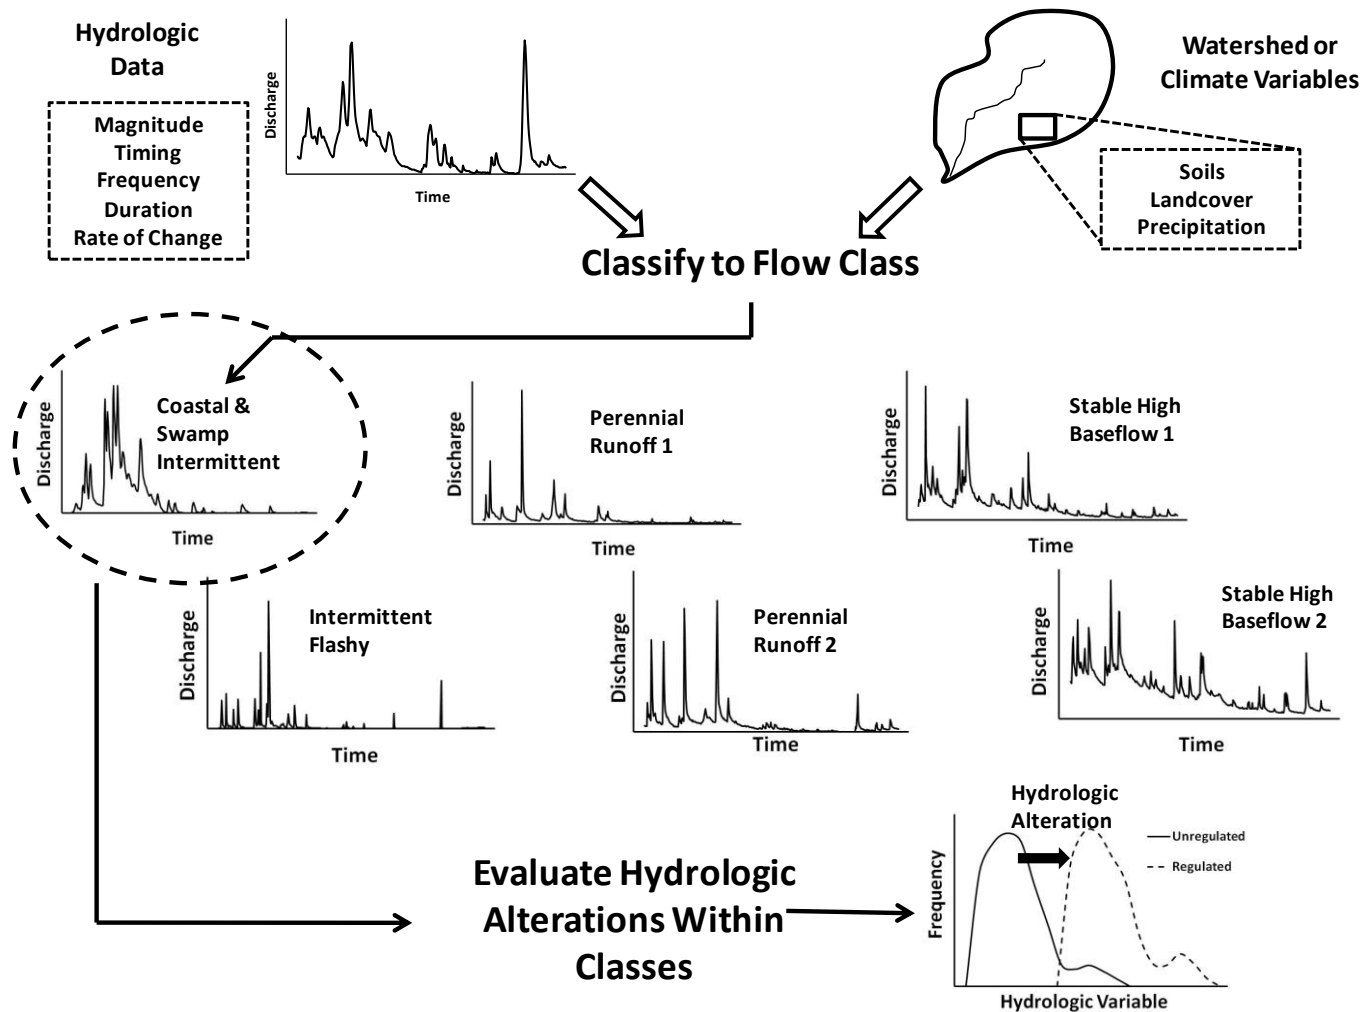 Hydrologic
Data
Magnitude
Timing
Frequency
Duration
Rate of Change
Discharge
Time
Watershed or
Climate Variables
Soils
Landcover
Precipitation
Classify to Flow Class
Discharge
Coastal &
Swamp
Intermittent
Time
Discharge
Perennial
Runoff 1
Time
Discharge
Stable High
Baseflow 1
Time
Discharge
Intermittent
Flashy
Time
Discharge
Perennial
Runoff 2
Time
Discharge
Stable High
Baseflow 2
Time
Evaluate Hydrologic
Alterations Within
Classes
Hydrologic
Alteration
Unregulated
Regulated
Frequency
Hydrologic Variable